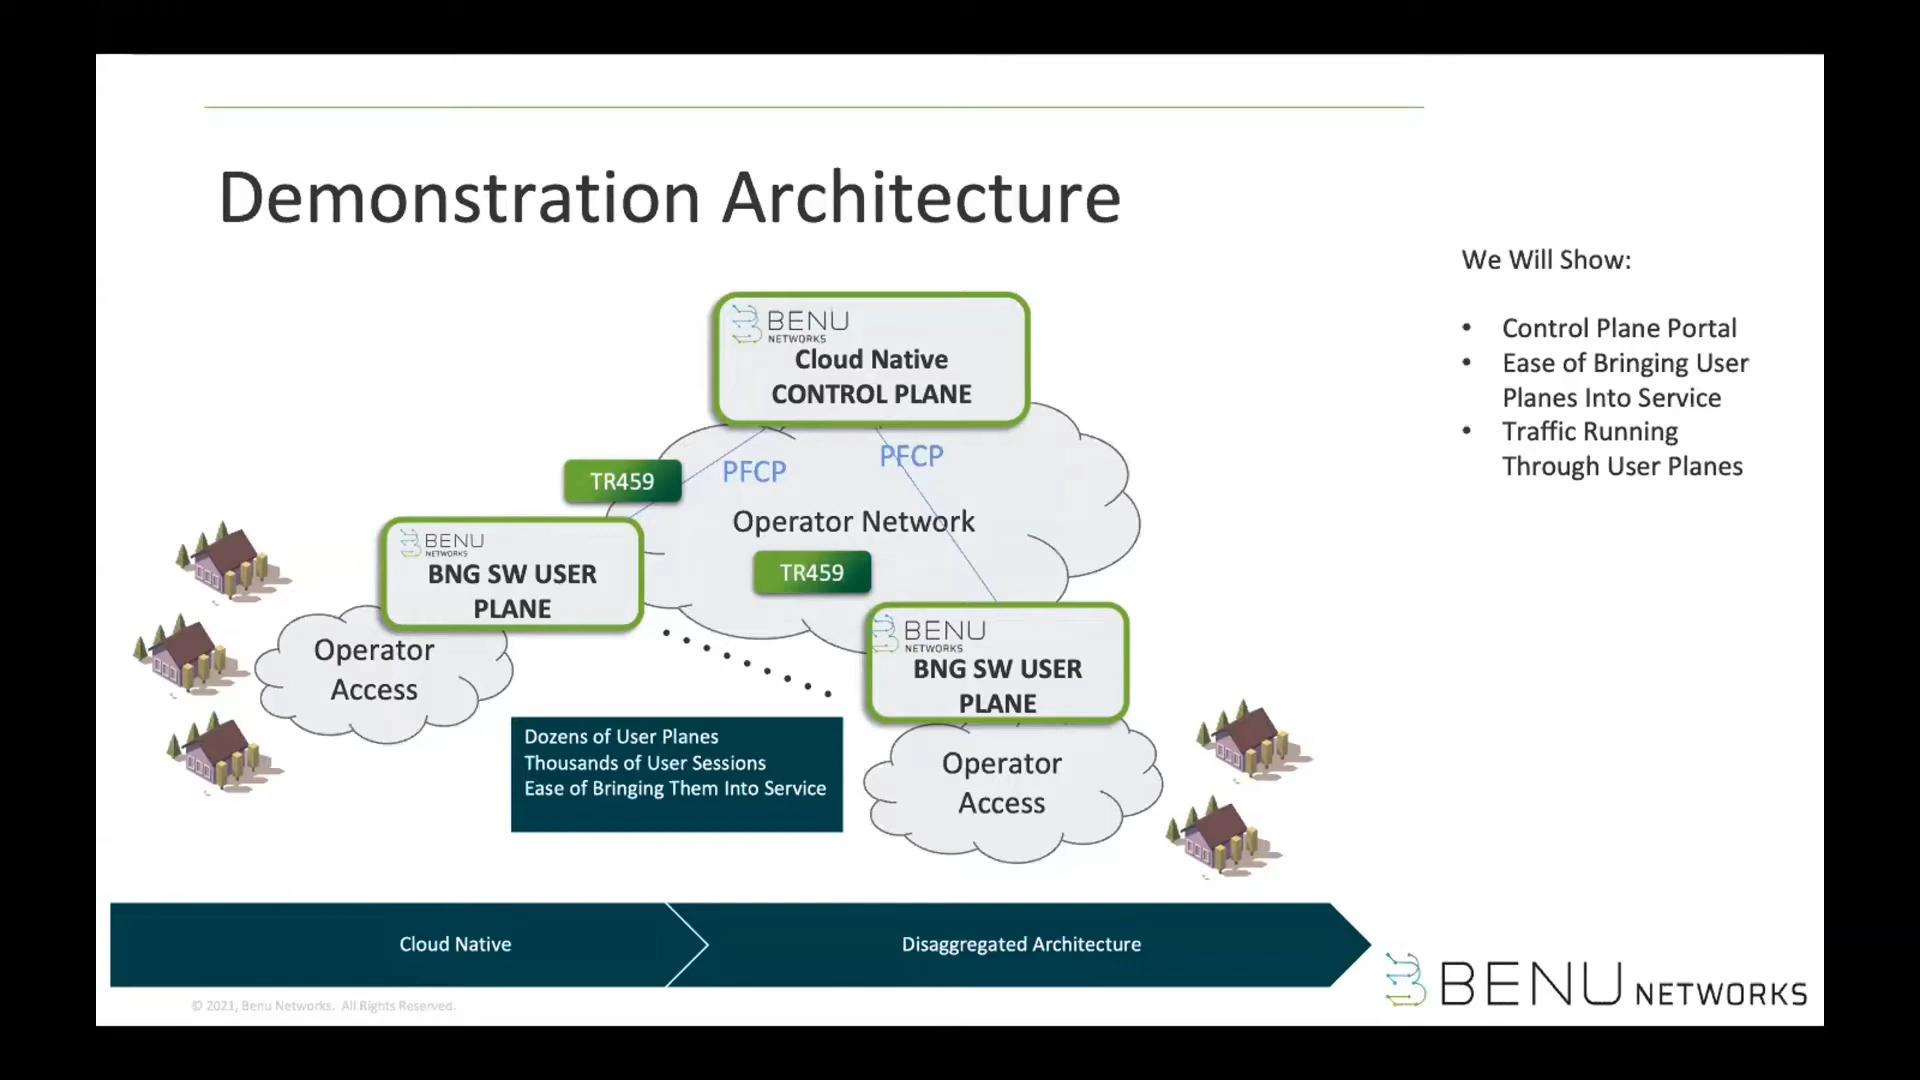 Demonstration Architecture
We Will Show:
• Control Plane Portal
• Ease of Bringing User
Planes Into Service
• Traffic Running
Through User Planes
BENU
NETWORKS
Cloud Native
CONTROL PLANE
PFCP
PFCP
TR459
Operator Network
TR459
BENU
NETWORKS
BNG SW USER
PLANE
Operator
Access
BENU
NETWORKS
BNG SW USER
PLANE
Operator
Access
Dozens of User Planes
Thousands of User Sessions
Ease of Bringing Them Into Service
Cloud Native
Disaggregated Architecture
BENU NETWORKS
© 2021, Benu Networks. All Rights Reserved.